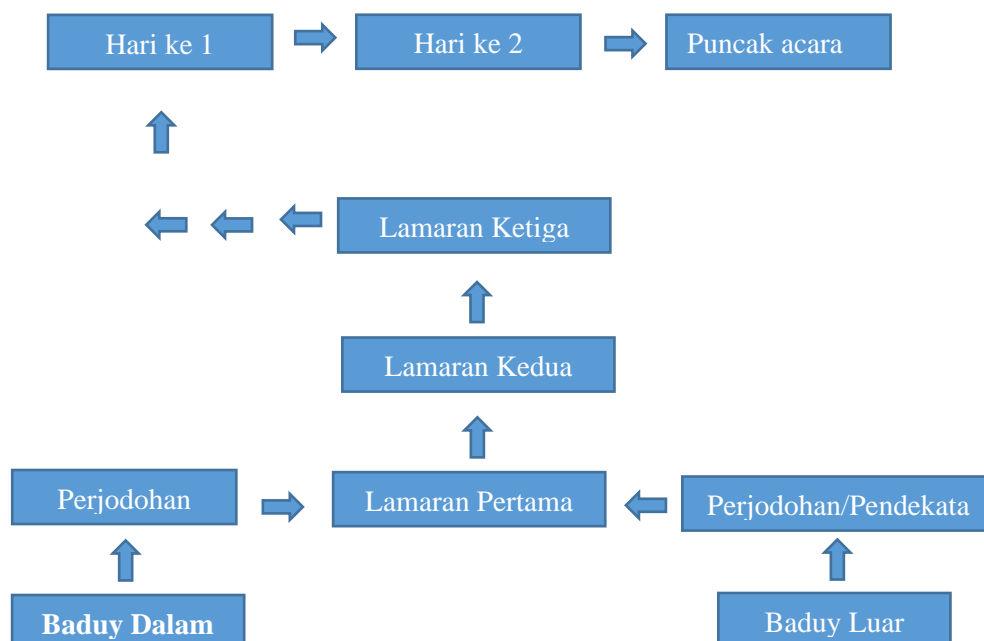 Hari ke 1
Hari ke 2
Puncak acara
Lamaran Ketiga
Lamaran Kedua
Perjodohan
Lamaran Pertama
Perjodohan/Pendekata
Baduy Dalam
Baduy Luar